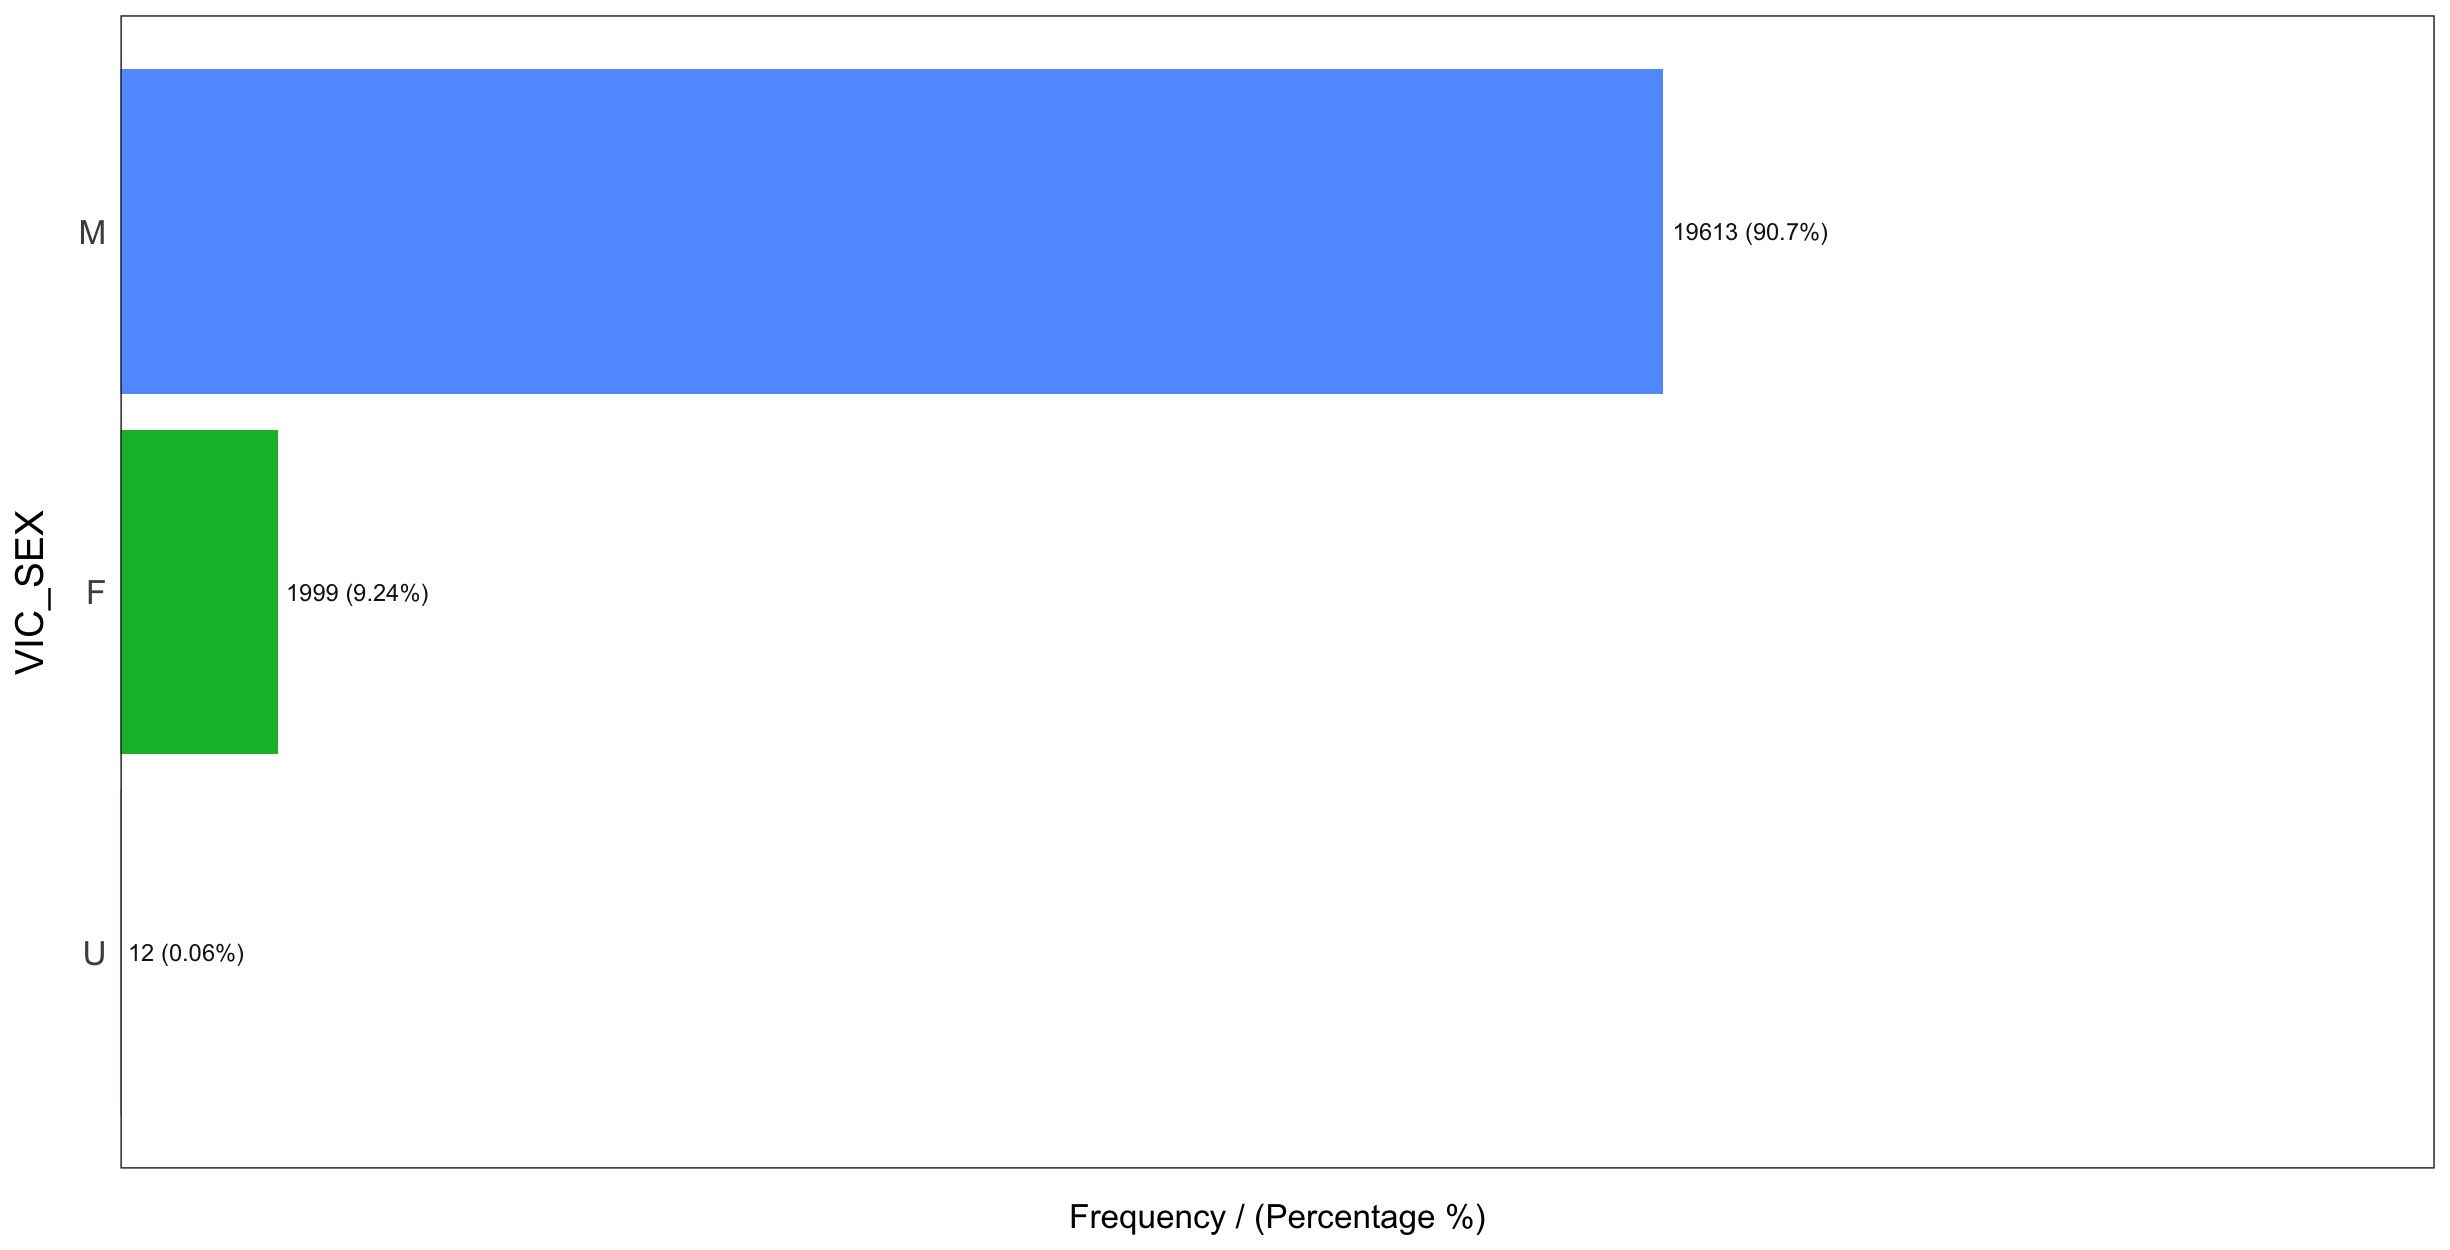 M
19613 (90.7%)
VIC_SEX
F
1999 (9.24%)
U
12 (0.06%)
Frequency / (Percentage %)